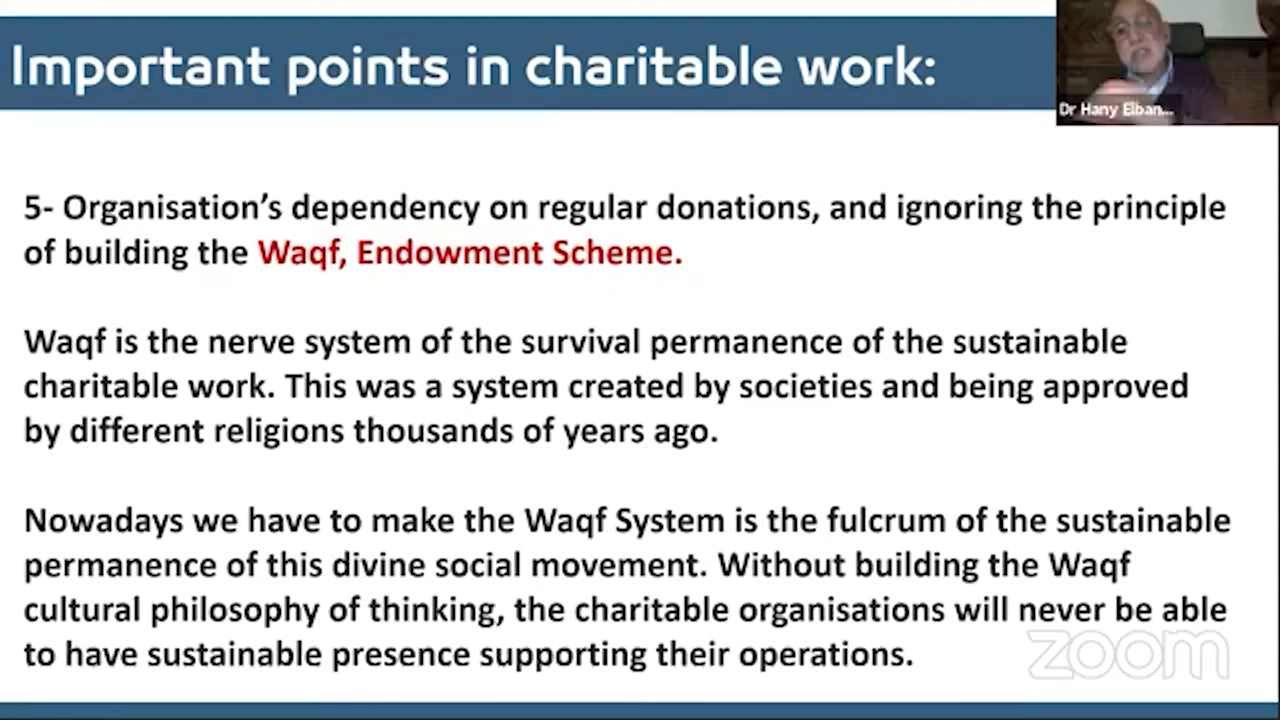 Important points in charitable work:
Dr Hany Elban...
5- Organisation's dependency on regular donations, and ignoring the principle
of building the Waqf, Endowment Scheme.
Waqf is the nerve system of the survival permanence of the sustainable
charitable work. This was a system created by societies and being approved
by different religions thousands of years ago.
Nowadays we have to make the Waqf System is the fulcrum of the sustainable
permanence of this divine social movement. Without building the Waqf
cultural philosophy of thinking, the charitable organisations will never be able
to have sustainable presence supporting their operations.
zoom